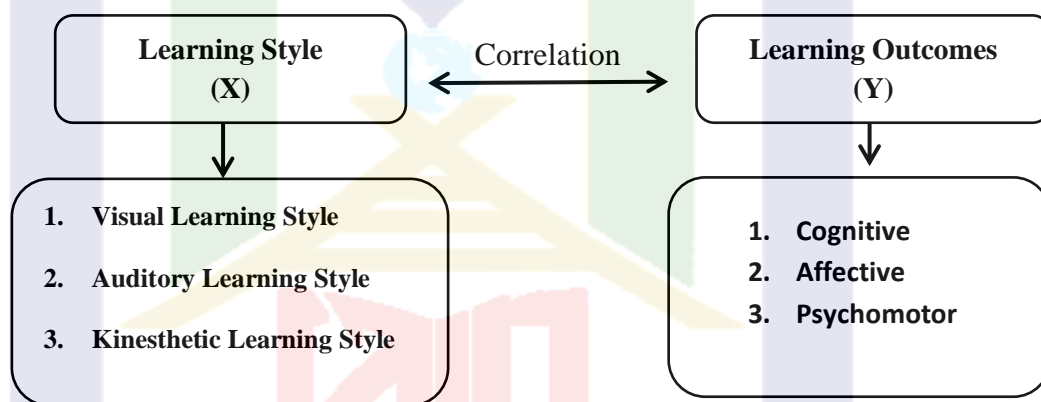 Learning Style
(X)
Correlation
Learning Outcomes
(Y)
1. Visual Learning Style
2. Auditory Learning Style
3. Kinesthetic Learning Style
1. Cognitive
2. Affective
3. Psychomotor